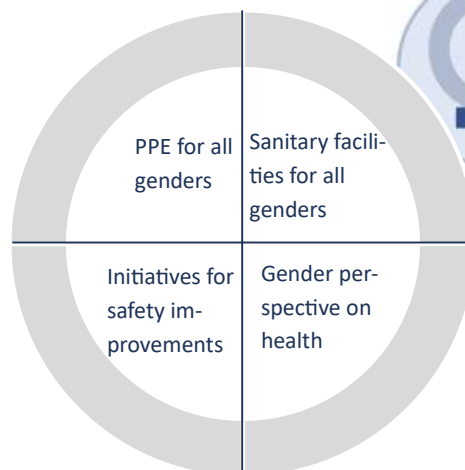 PPE for all
genders
Sanitary facili-
ties for all
genders
Initiatives for
safety im-
provements
Gender per-
spective on
health